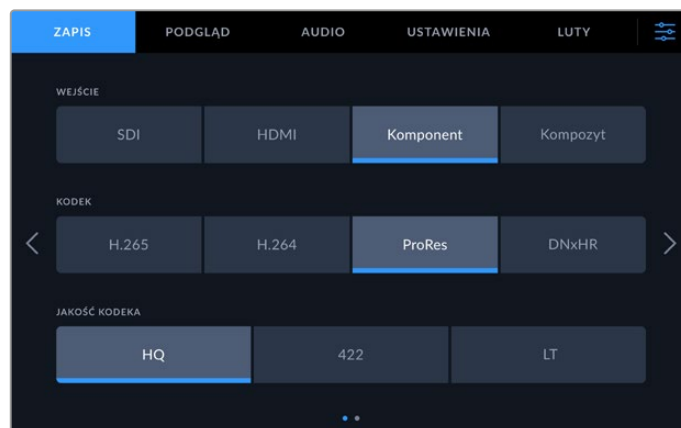 ZAPIS PODGLĄD AUDIO USTAWIENIA LUTY
WEJŚCIE
SDI HDMI Komponent Kompozyt
KODEK
H.265 H.264 ProRes DNxHR
JAKOŚĆ KODEKA
HQ 422 LT